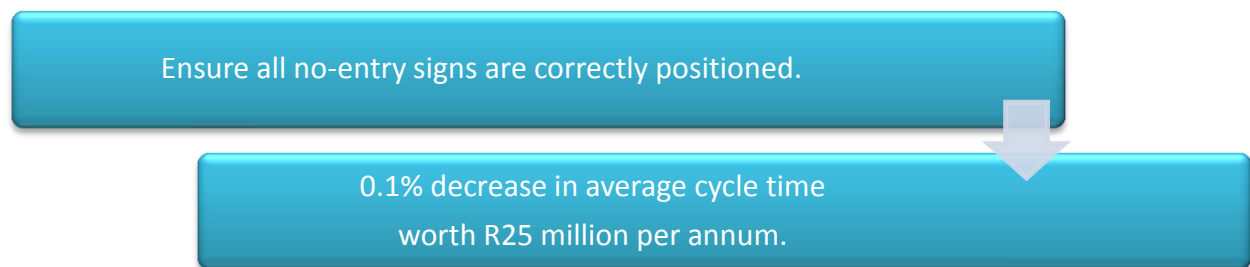 Ensure all no-entry signs are correctly positioned.
0.1% decrease in average cycle time
worth R25 million per annum.